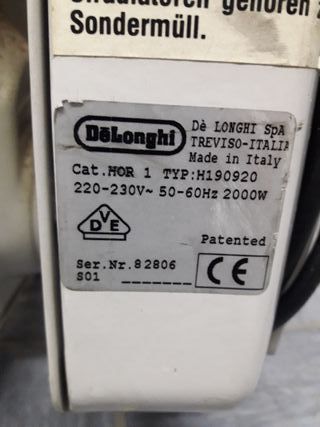 Sondermüll.
DēLonghi
Dè LONGHI SpA
TREVISO-ITALIA
Made in Italy
Cat.HOR 1 TYP:H190920
220-230V~ 50-60Hz 2000W
VDE
Patented
Ser.Nr.82806
S01
CE